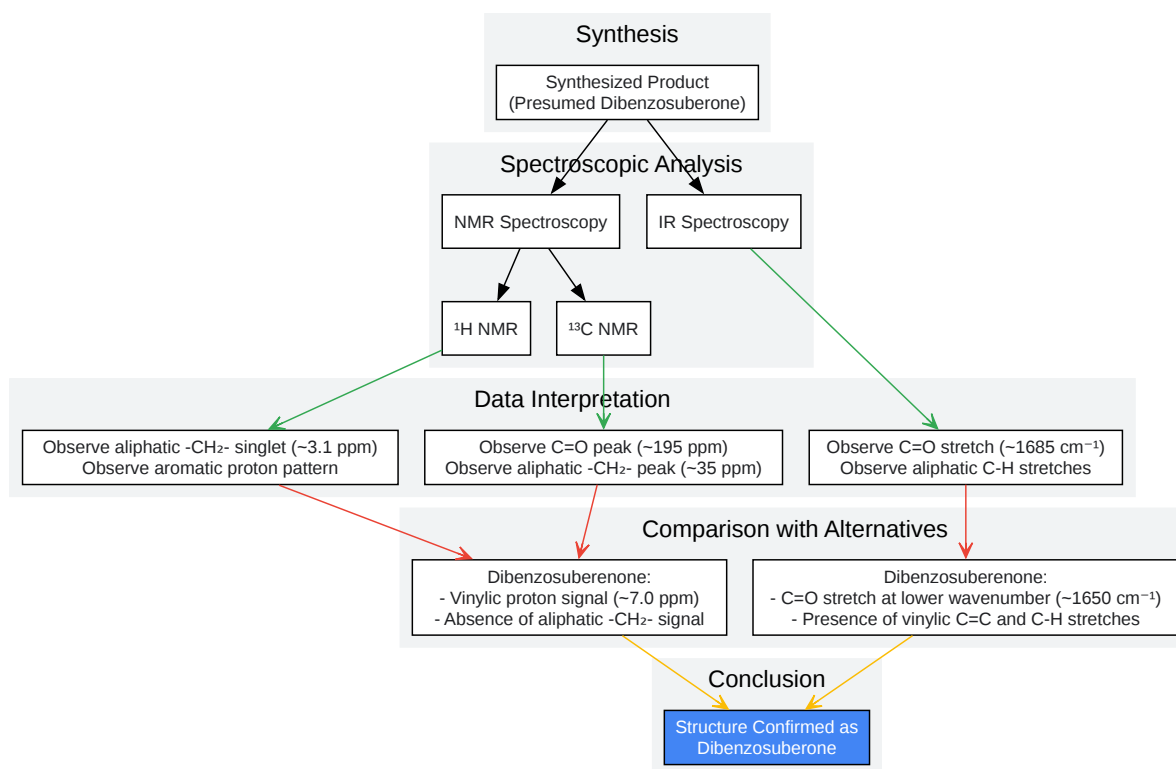 Synthesis
Synthesized Product
(Presumed Dibenzosuberone)
Spectroscopic Analysis
NMR Spectroscopy
IR Spectroscopy
¹H NMR
¹³C NMR
Data Interpretation
Observe aliphatic -CH₂- singlet (~3.1 ppm)
Observe aromatic proton pattern
Observe C=O peak (~195 ppm)
Observe aliphatic -CH₂- peak (~35 ppm)
Observe C=O stretch (~1685 cm⁻¹)
Observe aliphatic C-H stretches
Comparison with Alternatives
Dibenzosuberenone:
- Vinylic proton signal (~7.0 ppm)
- Absence of aliphatic -CH₂- signal
Dibenzosuberenone:
- C=O stretch at lower wavenumber (~1650 cm⁻¹)
- Presence of vinylic C=C and C-H stretches
Conclusion
Structure Confirmed as
Dibenzosuberone